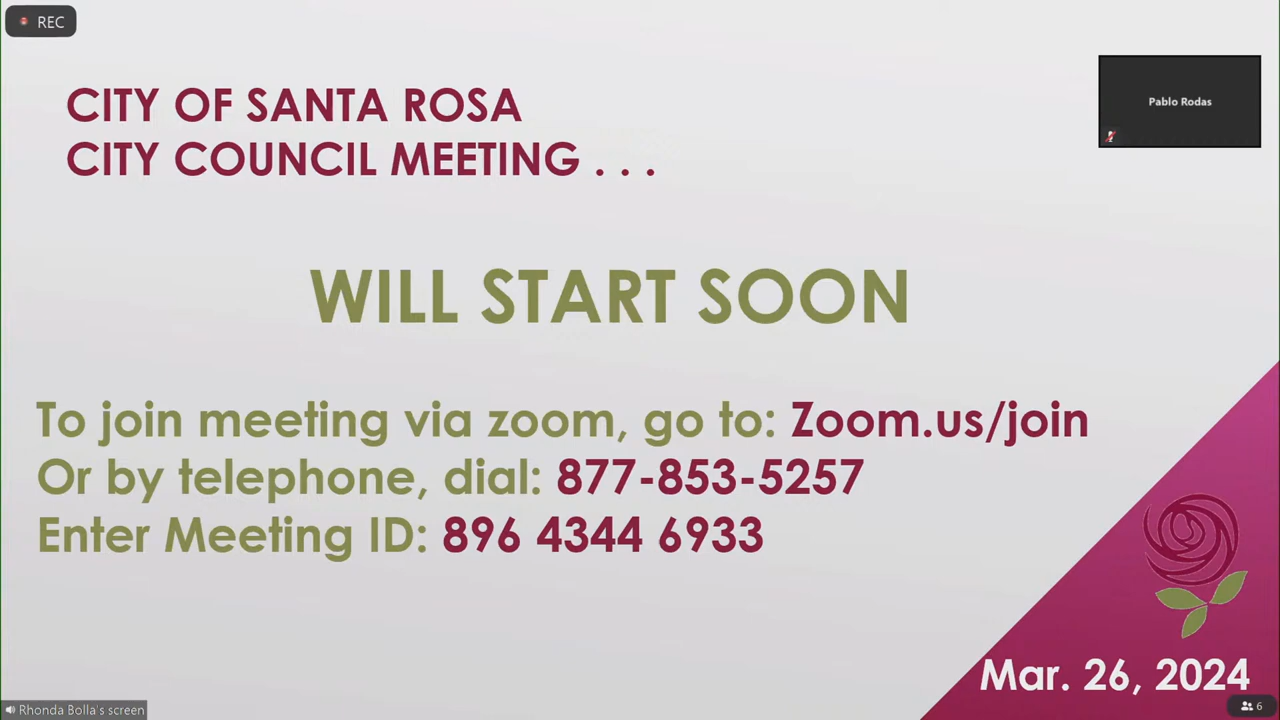 REC
CITY OF SANTA ROSA
CITY COUNCIL MEETING . . .
Pablo Rodas
WILL START SOON
To join meeting via zoom, go to: Zoom.us/join
Or by telephone, dial: 877-853-5257
Enter Meeting ID: 896 4344 6933
Mar. 26, 2024
Rhonda Bolla's screen
6